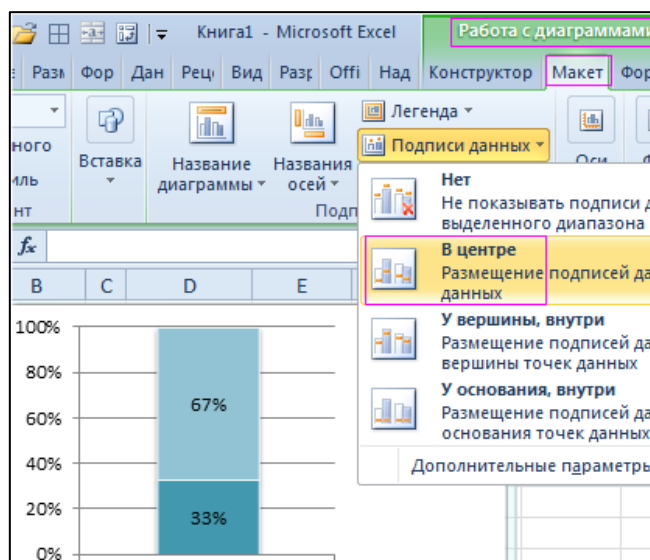 Книга1 - Microsoft Excel
Работа с диаграммами
Разм Фор Дан Рец Вид Разр Offi Над Конструктор Макет Фор
ного
иль
нт
Вставка
Название диаграммы
Названия осей
Легенда
Подписи данных
Оси
Подп
Нет
Не показывать подписи д
выделенного диапазона
В центре
Размещение подписей да
данных
У вершины, внутри
Размещение подписей да
вершины точек данных
У основания, внутри
Размещение подписей да
основания точек данных
Дополнительные параметры
fx
B C D E
100%
80%
67%
60%
40%
20%
33%
0%